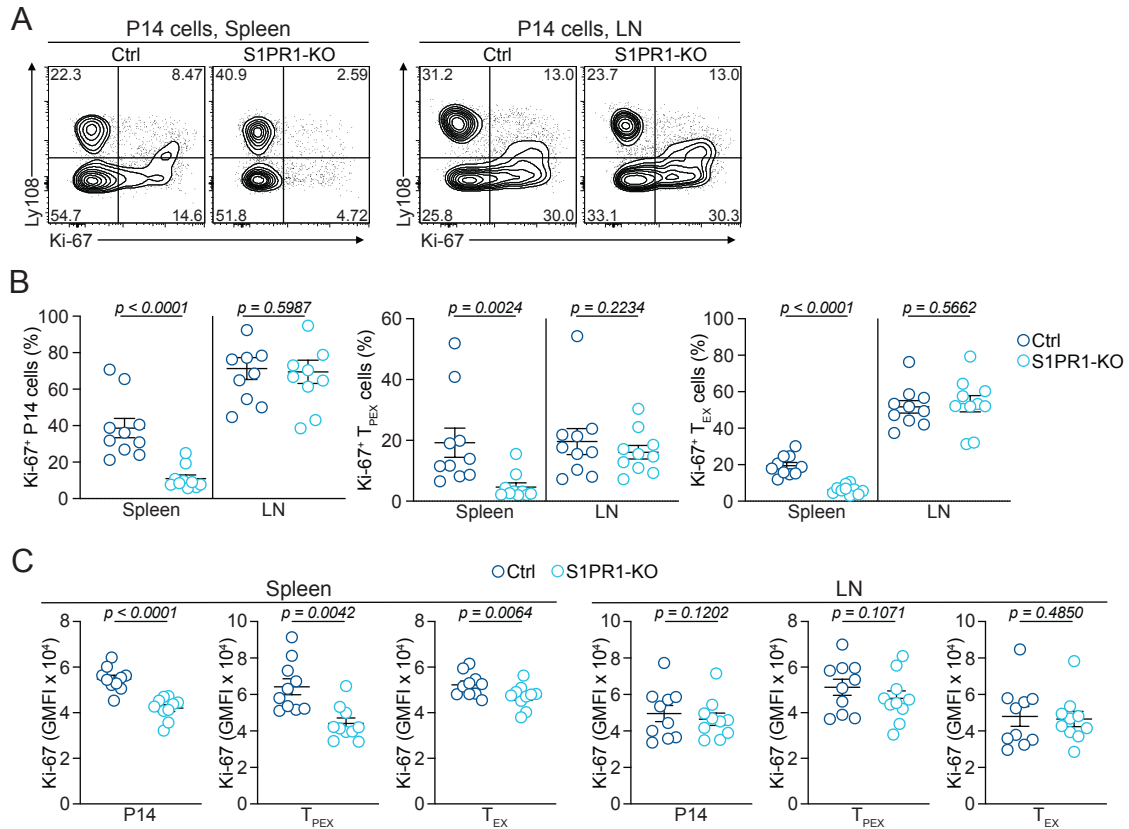 A
P14 cells, Spleen
P14 cells, LN
Ctrl
S1PR1-KO
Ctrl
S1PR1-KO
22.3
8.47
40.9
2.59
31.2
13.0
23.7
13.0
Ly108
Ly108
54.7
14.6
51.8
4.72
25.8
30.0
33.1
30.3
Ki-67
Ki-67
B
p < 0.0001
p = 0.5987
p = 0.0024
p = 0.2234
p < 0.0001
p = 0.5662
Ki-67⁺ P14 cells (%)
100
80
60
40
20
0
Spleen
LN
Ki-67⁺ T_PEX cells (%)
60
40
20
0
Spleen
LN
Ki-67⁺ T_EX cells (%)
100
80
60
40
20
0
Spleen
LN
Ctrl
S1PR1-KO
C
Ctrl
S1PR1-KO
Spleen
LN
p < 0.0001
p = 0.0042
p = 0.0064
p = 0.1202
p = 0.1071
p = 0.4850
Ki-67 (GMFI x 10⁴)
8
6
4
2
0
P14
Ki-67 (GMFI x 10⁴)
10
8
6
4
2
0
T_PEX
Ki-67 (GMFI x 10⁴)
8
6
4
2
0
T_EX
Ki-67 (GMFI x 10⁴)
10
8
6
4
2
0
P14
Ki-67 (GMFI x 10⁴)
8
6
4
2
0
T_PEX
Ki-67 (GMFI x 10⁴)
10
8
6
4
2
0
T_EX